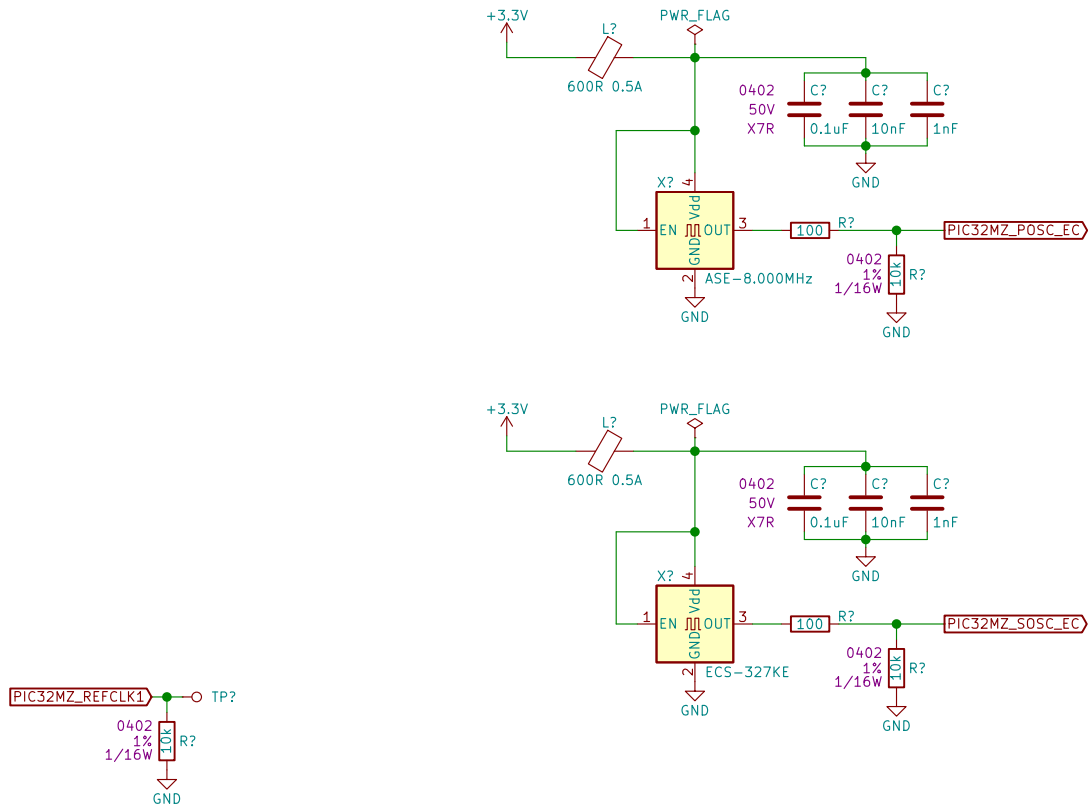 +3.3V
L?
600R 0.5A
PWR_FLAG
0402
50V
X7R
C?
0.1uF
C?
10nF
C?
1nF
GND
X?
4
Vdd
1
EN
OUT
3
GND
2
ASE-8.000MHz
GND
100
R?
PIC32MZ_POSC_EC
0402
1%
1/16W
10k
R?
GND
+3.3V
L?
600R 0.5A
PWR_FLAG
0402
50V
X7R
C?
0.1uF
C?
10nF
C?
1nF
GND
X?
4
Vdd
1
EN
OUT
3
GND
2
ECS-327KE
GND
100
R?
PIC32MZ_SOSC_EC
0402
1%
1/16W
10k
R?
GND
PIC32MZ_REFCLK1
TP?
0402
1%
1/16W
10k
R?
GND